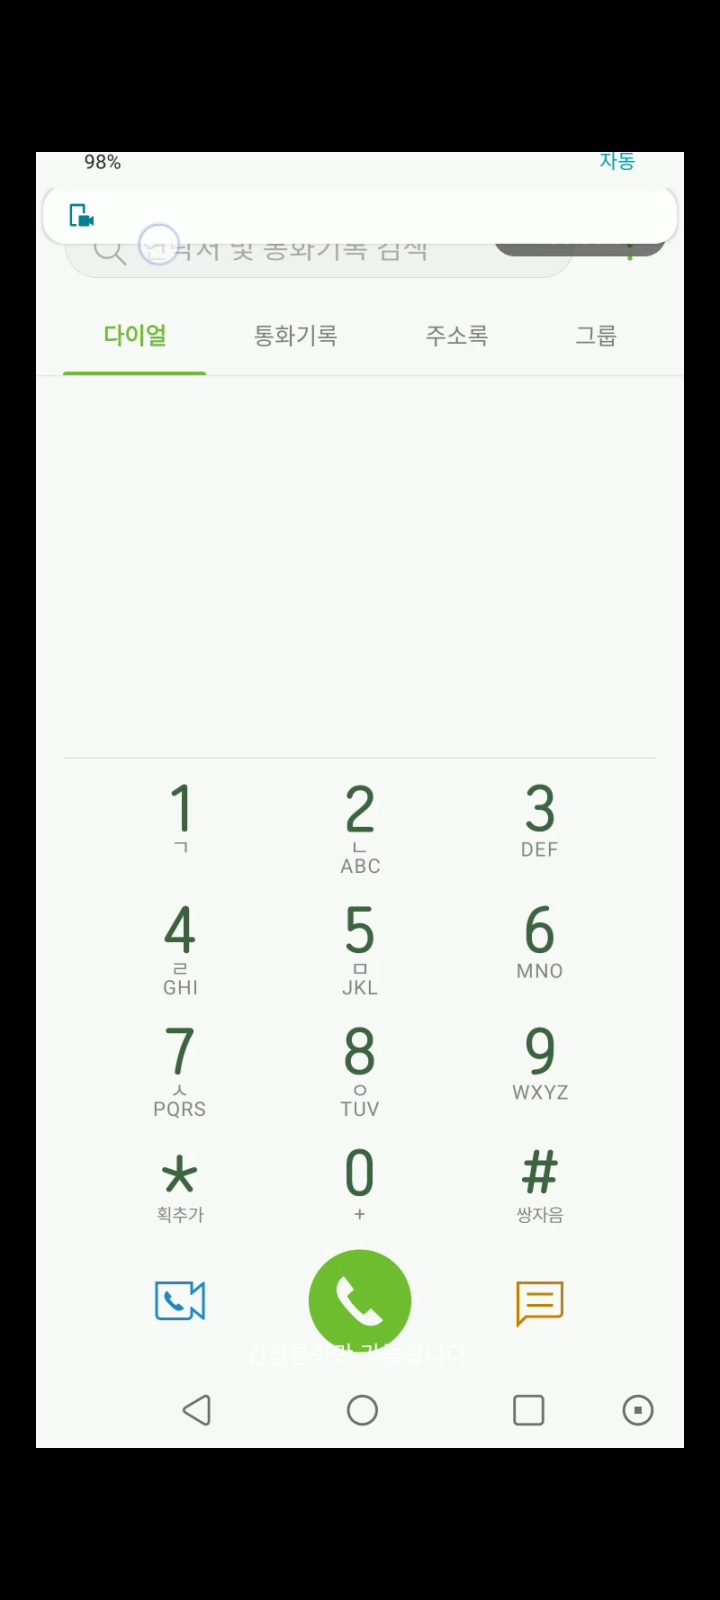 98% 자동
연락처 및 통화기록 검색
다이얼 통화기록 주소록 그룹
1 2 3
ㄱ ㄴ DEF
ABC
4 5 6
ㄹ ㅁ MNO
GHI JKL
7 8 9
ㅅ ㅇ WXYZ
PQRS TUV
* 0 #
획추가 + 쌍자음
긴급통화만 가능합니다.